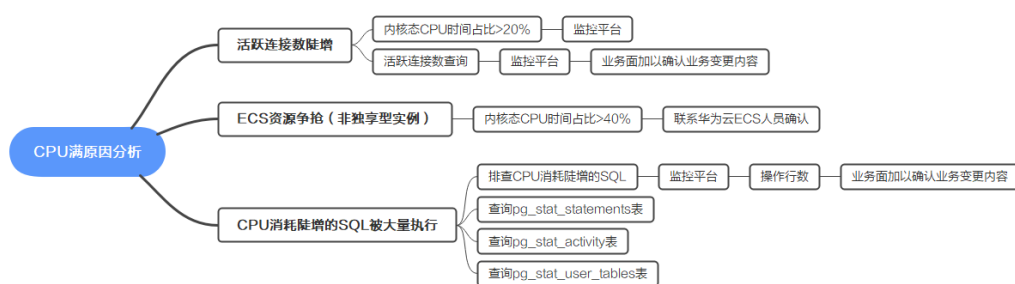 CPU满原因分析
活跃连接数陡增
内核态CPU时间占比>20%
监控平台
活跃连接数查询
监控平台
业务面加以确认业务变更内容
ECS资源争抢（非独享型实例）
内核态CPU时间占比>40%
联系华为云ECS人员确认
CPU消耗陡增的SQL被大量执行
排查CPU消耗陡增的SQL
监控平台
操作行数
业务面加以确认业务变更内容
查询pg_stat_statements表
查询pg_stat_activity表
查询pg_stat_user_tables表